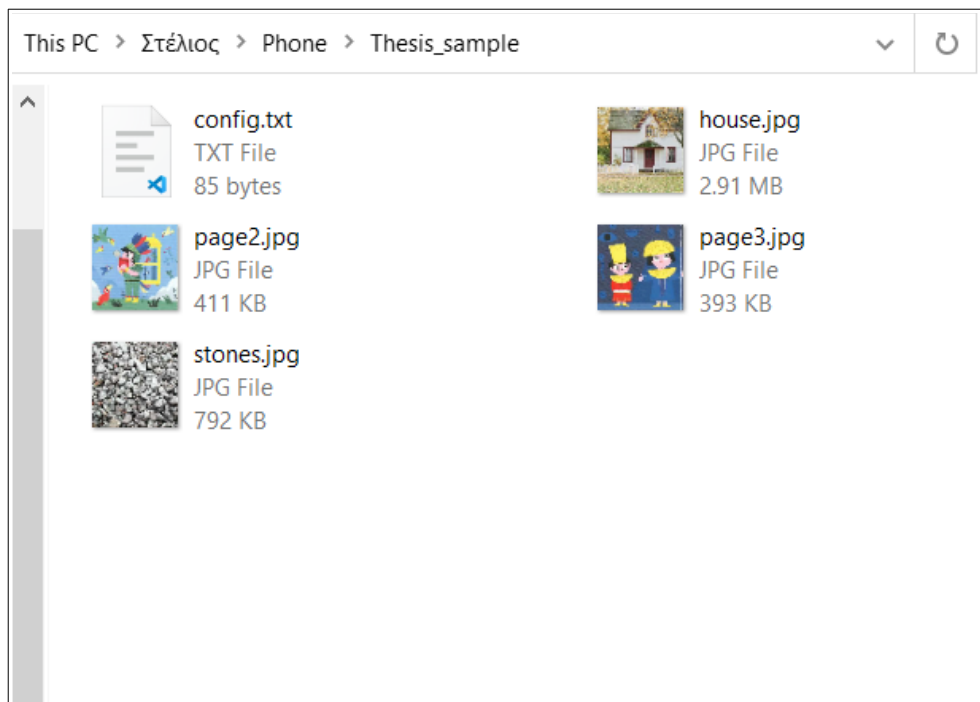 This PC > Στέλιος > Phone > Thesis_sample
config.txt
TXT File
85 bytes
house.jpg
JPG File
2.91 MB
page2.jpg
JPG File
411 KB
page3.jpg
JPG File
393 KB
stones.jpg
JPG File
792 KB